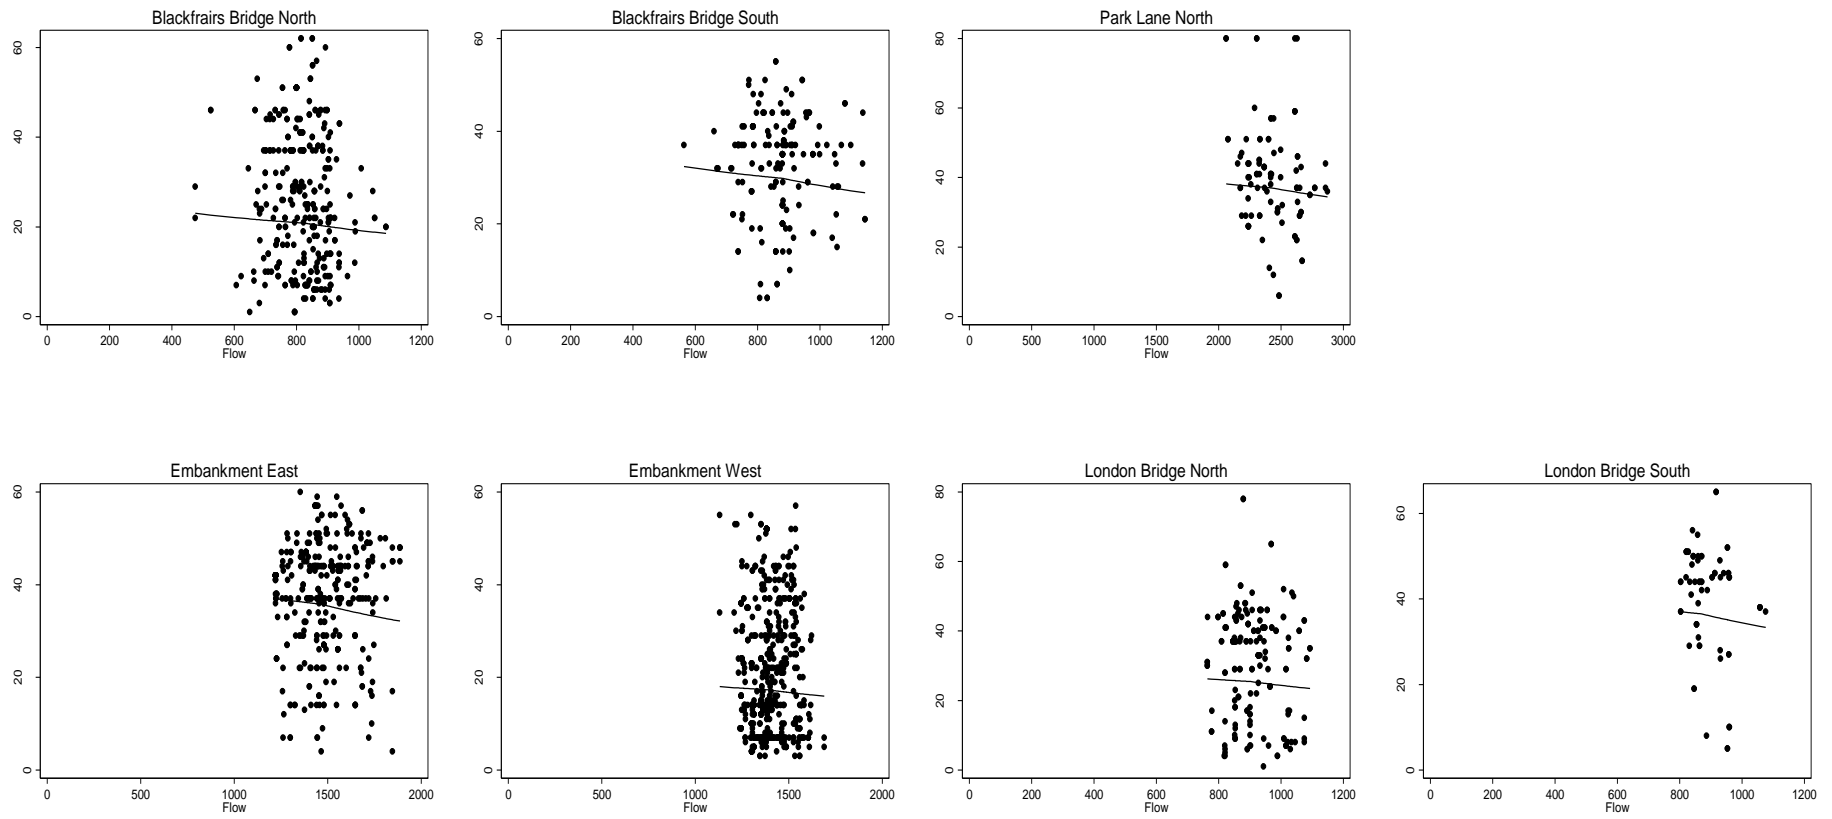 Blackfrairs Bridge North
0 20 40 60
0 200 400 600 800 1000 1200
Flow
Blackfrairs Bridge South
0 20 40 60
0 200 400 600 800 1000 1200
Flow
Park Lane North
0 20 40 60 80
0 500 1000 1500 2000 2500 3000
Flow
Embankment East
0 20 40 60
0 500 1000 1500 2000
Flow
Embankment West
0 20 40 60
0 500 1000 1500 2000
Flow
London Bridge North
0 20 40 60 80
0 200 400 600 800 1000 1200
Flow
London Bridge South
0 20 40 60
0 200 400 600 800 1000 1200
Flow